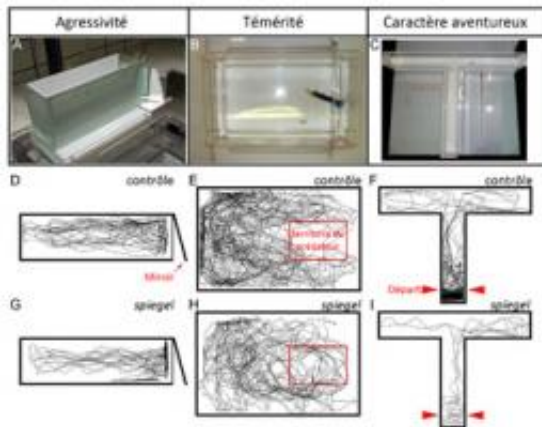 Agressivité
Témérité
Caractère aventureux
A
B
C
D
contrôle
E
contrôle
F
contrôle
Territoire du
prédateur
Miroir
Départ
G
spiegel
H
spiegel
I
spiegel